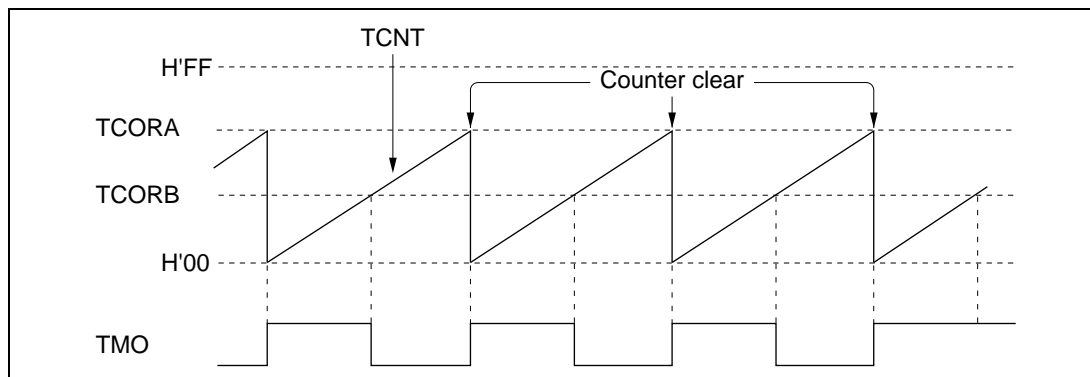 TCNT
H'FF
Counter clear
TCORA
TCORB
H'00
TMO